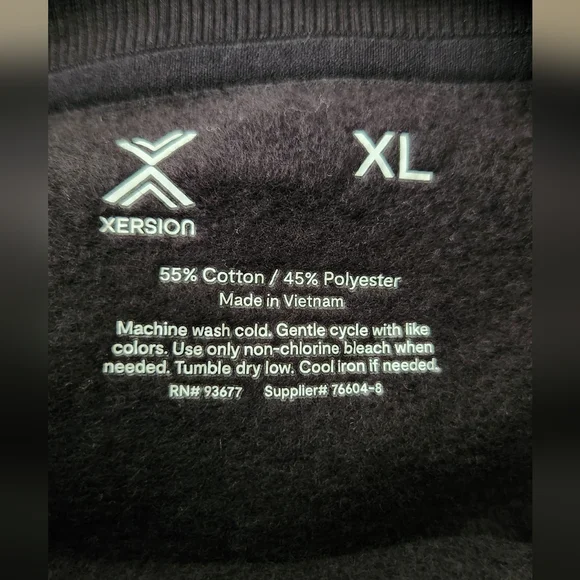 XERSION
XL
55% Cotton / 45% Polyester
Made in Vietnam
Machine wash cold. Gentle cycle with like
colors. Use only non-chlorine bleach when
needed. Tumble dry low. Cool iron if needed.
RN# 93677 Supplier# 76604-8